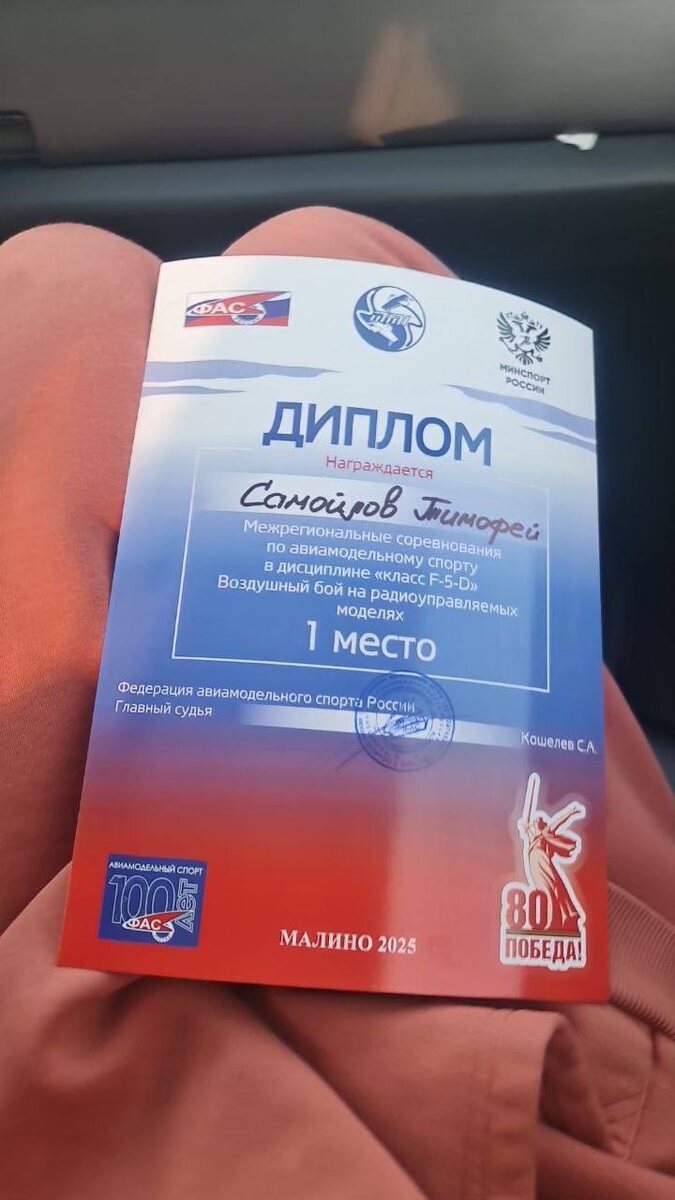 ФАС
МИНСПОРТ
РОССИИ
ДИПЛОМ
Награждается
Самойлов Тимофей
Межрегиональные соревнования
по авиамодельному спорту
в дисциплине «класс F-5-D»
Воздушный бой на радиоуправляемых
моделях
1 место
Федерация авиамодельного спорта России
Главный судья
Кошелев С.А.
АВИАМОДЕЛЬНЫЙ СПОРТ
100 ЛЕТ
ФАС
МАЛИНО 2025
80
ПОБЕДА!